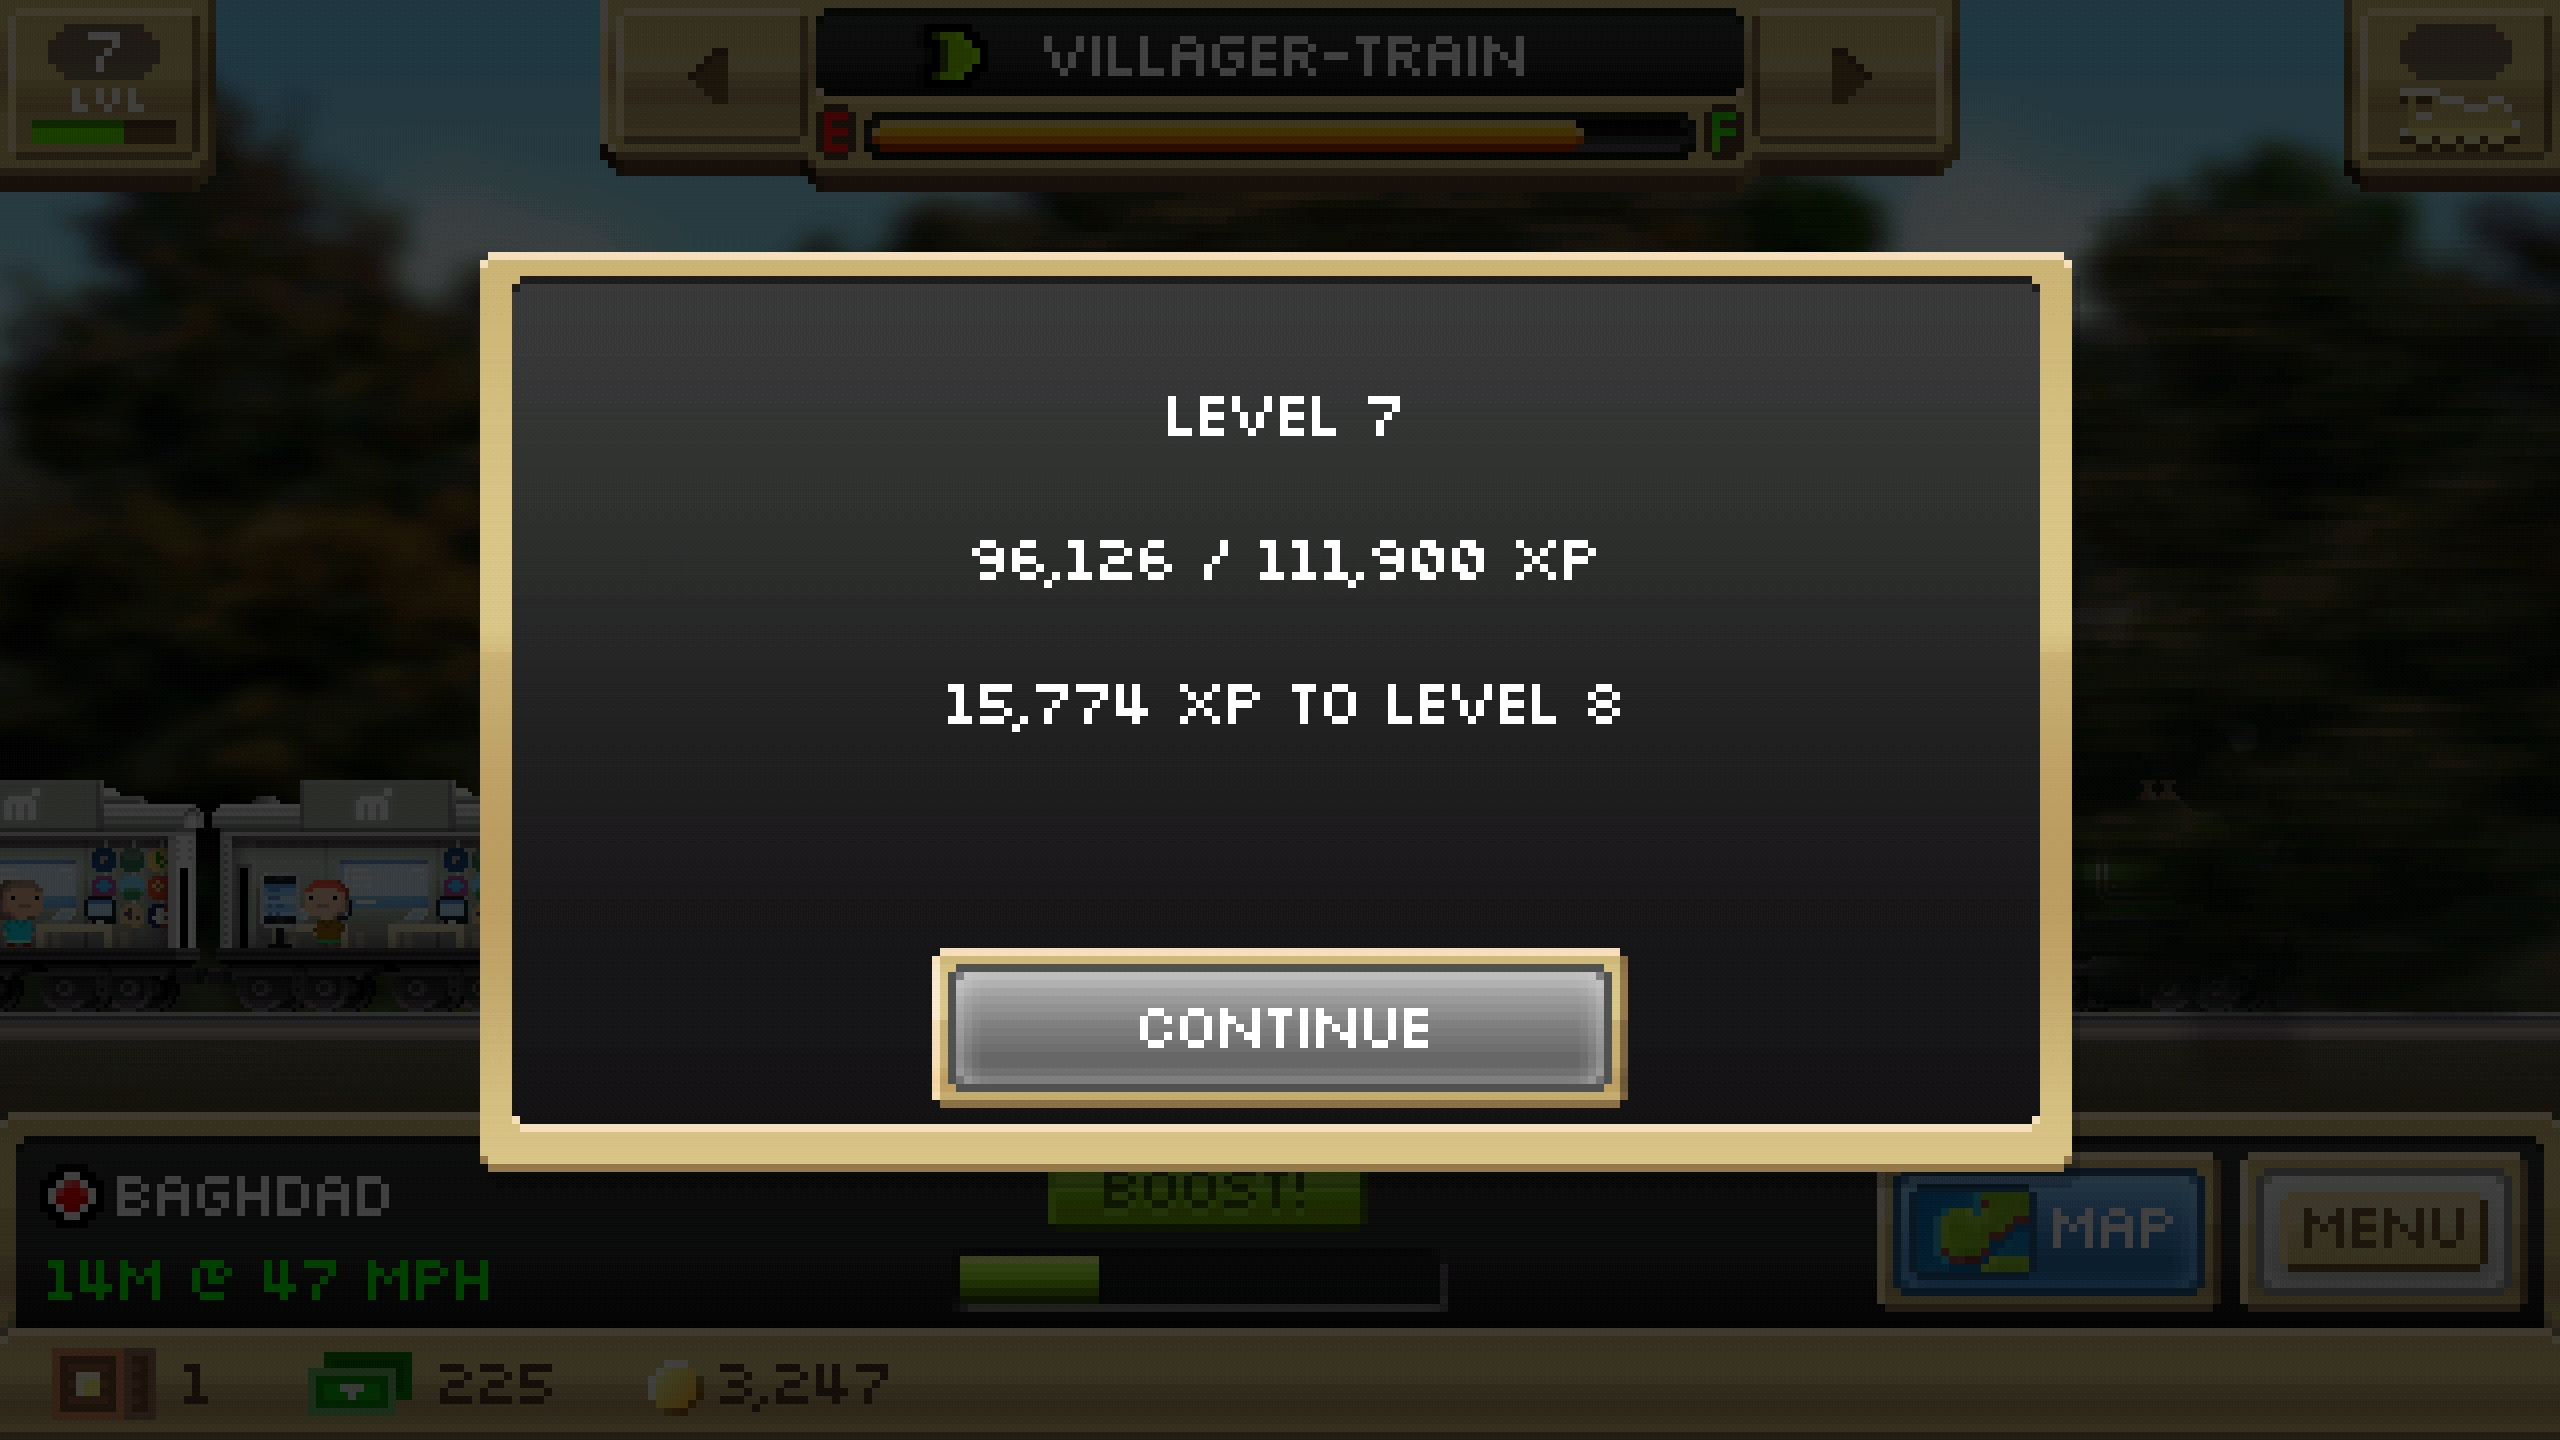 7
LVL
VILLAGER-TRAIN
E
F
LEVEL 7
96,126 / 111,900 XP
15,774 XP TO LEVEL 8
CONTINUE
BAGHDAD
14M @ 47 MPH
BOOST!
MAP
MENU
1
225
3,247